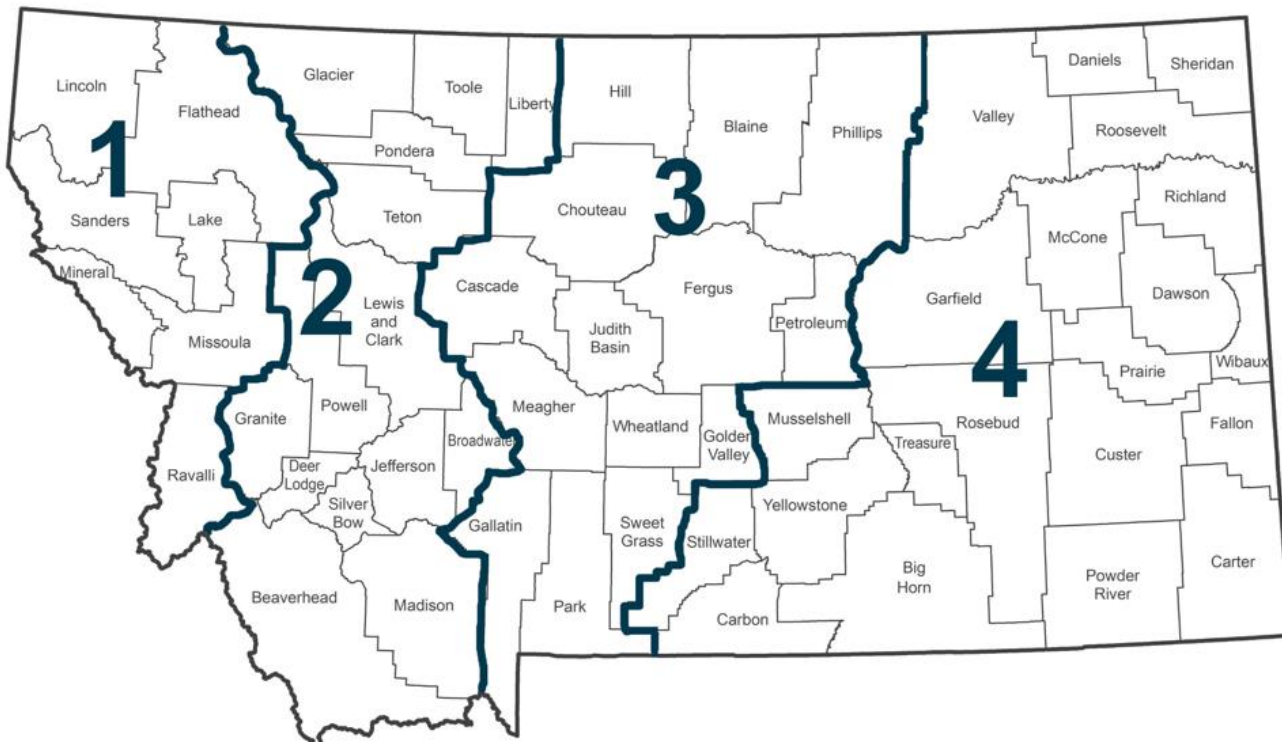 Lincoln
Flathead
Glacier
Toole
Liberty
Hill
Blaine
Phillips
Valley
Daniels
Sheridan
Roosevelt
1
Sanders
Lake
Pondera
Teton
Chouteau
3
McCone
Richland
Mineral
Missoula
2
Lewis
and
Clark
Cascade
Judith
Basin
Fergus
Petroleum
Garfield
4
Dawson
Prairie
Wibaux
Ravalli
Granite
Powell
Deer
Lodge
Silver
Bow
Jefferson
Broadwater
Meagher
Wheatland
Golden
Valley
Musselshell
Treasure
Rosebud
Custer
Fallon
Beaverhead
Madison
Gallatin
Park
Sweet
Grass
Stillwater
Yellowstone
Carbon
Big
Horn
Powder
River
Carter